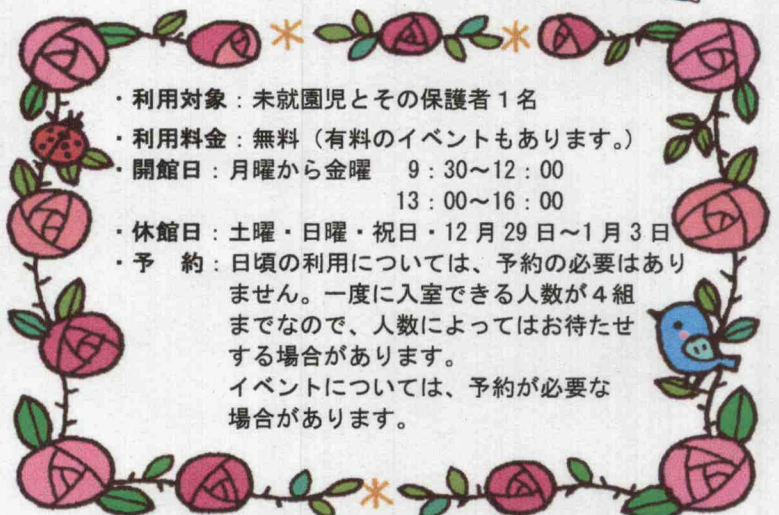 ・利用対象：未就園児とその保護者１名
・利用料金：無料（有料のイベントもあります。）
・開館日：月曜から金曜　9：30～12：00
13：00～16：00
・休館日：土曜・日曜・祝日・12月29日～1月3日
・予　約：日頃の利用については、予約の必要はあり
ません。一度に入室できる人数が４組
までなので、人数によってはお待たせ
する場合があります。
イベントについては、予約が必要な
場合があります。